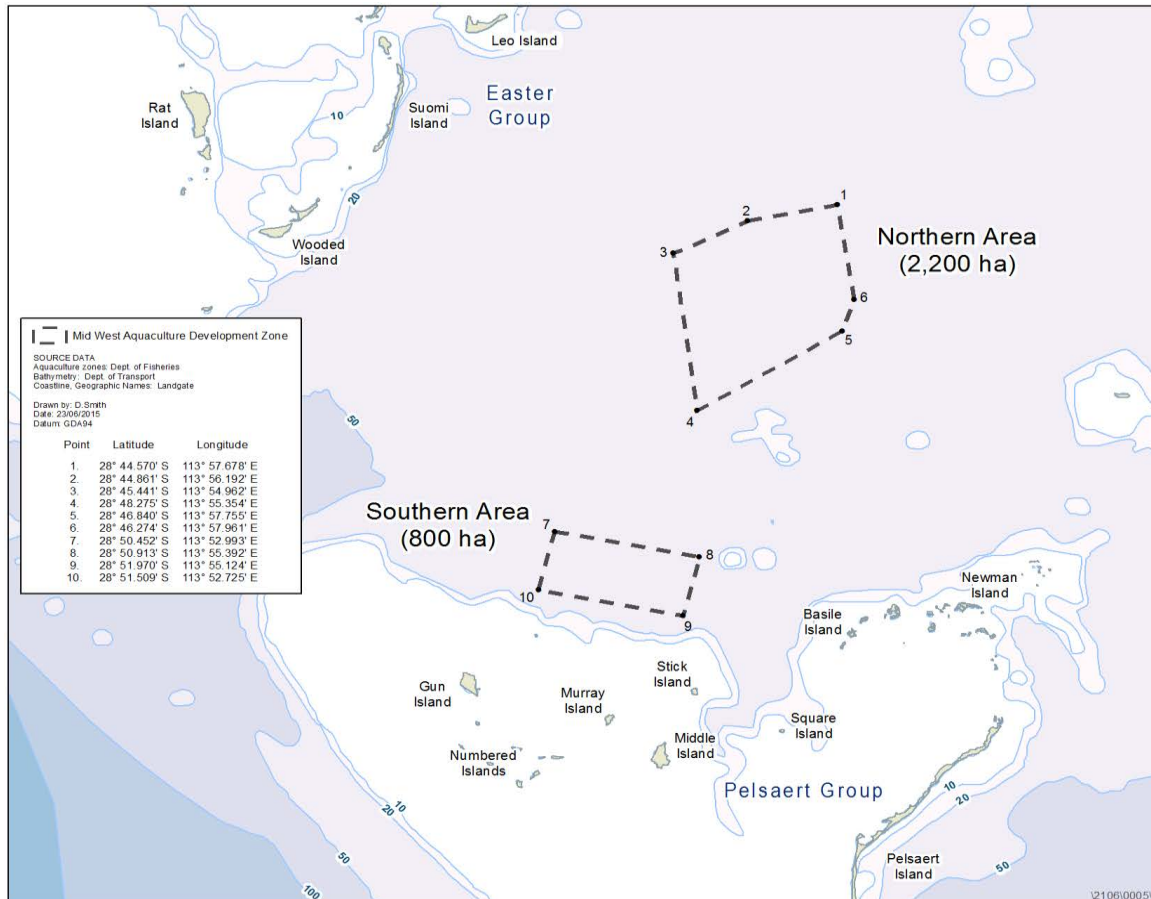 Leo Island
Easter
Group
Rat
Island
Suomi
Island
10
20
Wooded
Island
1
2
3
Northern Area
(2,200 ha)
6
5
4
Mid West Aquaculture Development Zone
SOURCE DATA
Aquaculture zones: Dept. of Fisheries
Bathymetry: Dept. of Transport
Coastline, Geographic Names: Landgate
Drawn by: D.Smith
Date: 23/06/2015
Datum: GDA94
Point Latitude Longitude
1. 28° 44.570' S 113° 57.678' E
2. 28° 44.861' S 113° 56.192' E
3. 28° 45.441' S 113° 54.962' E
4. 28° 48.275' S 113° 55.354' E
5. 28° 46.840' S 113° 57.755' E
6. 28° 46.274' S 113° 57.961' E
7. 28° 50.452' S 113° 52.993' E
8. 28° 50.913' S 113° 55.392' E
9. 28° 51.970' S 113° 55.124' E
10. 28° 51.509' S 113° 52.725' E
50
Southern Area
(800 ha)
7
8
10
9
Newman
Island
Basile
Island
Stick
Island
Gun
Island
Murray
Island
Square
Island
Middle
Island
Numbered
Islands
Pelsaert Group
10
20
10
20
50
100
Pelsaert
Island
50
\2106\0005\